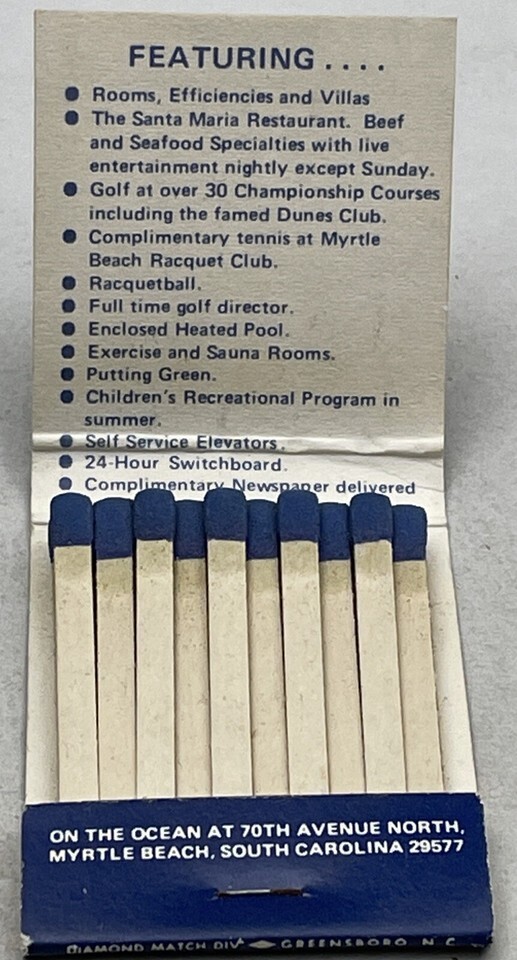 FEATURING ....
● Rooms, Efficiencies and Villas
● The Santa Maria Restaurant. Beef
and Seafood Specialties with live
entertainment nightly except Sunday.
● Golf at over 30 Championship Courses
including the famed Dunes Club.
● Complimentary tennis at Myrtle
Beach Racquet Club.
● Racquetball.
● Full time golf director.
● Enclosed Heated Pool.
● Exercise and Sauna Rooms.
● Putting Green.
● Children's Recreational Program in
summer.
● Self Service Elevators.
● 24-Hour Switchboard.
● Complimentary Newspaper delivered
ON THE OCEAN AT 70TH AVENUE NORTH,
MYRTLE BEACH, SOUTH CAROLINA 29577
DIAMOND MATCH DIV GREENSBORO N C